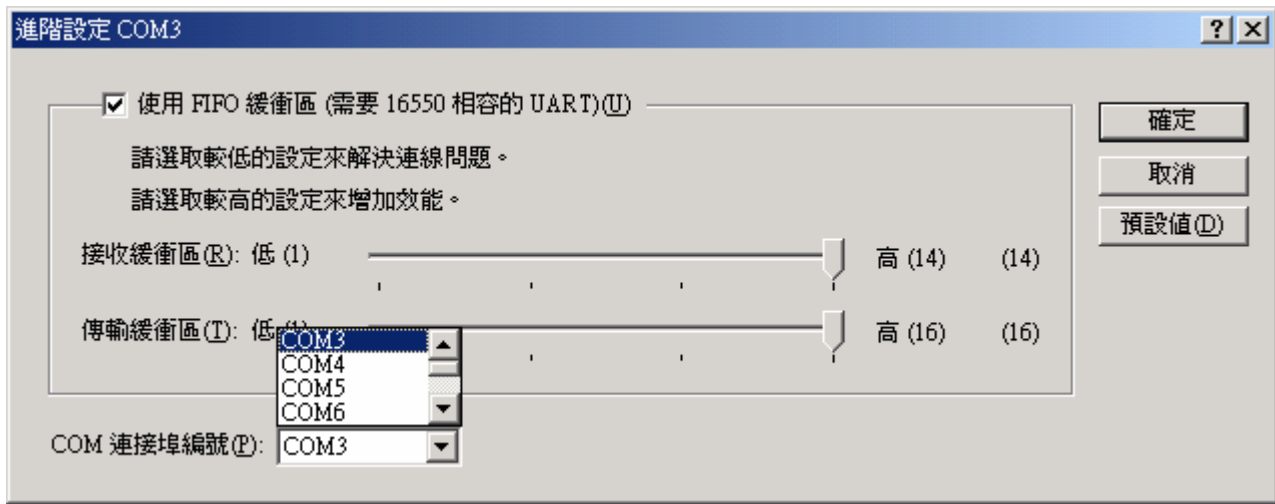 進階設定 COM3
使用 FIFO 緩衝區 (需要 16550 相容的 UART)(U)
請選取較低的設定來解決連線問題。
請選取較高的設定來增加效能。
接收緩衝區(R): 低 (1) 高 (14) (14)
傳輸緩衝區(T): 低 高 (16) (16)
COM3
COM4
COM5
COM6
COM 連接埠編號(P): COM3
確定
取消
預設值(D)